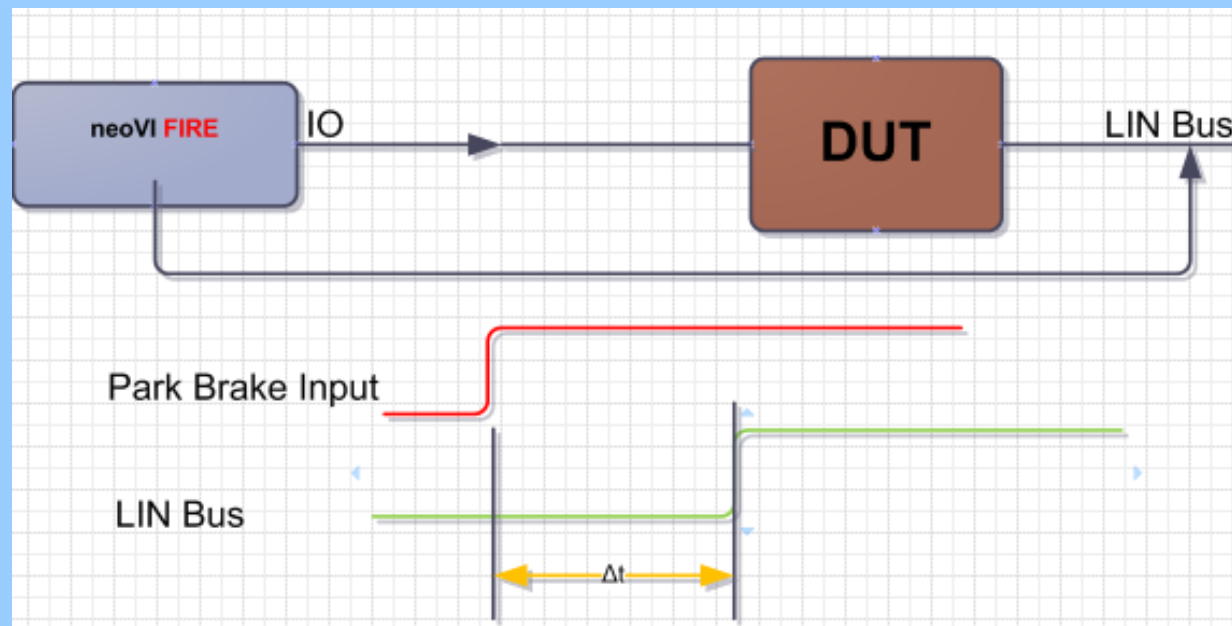 neoVI FIRE
IO
DUT
LIN Bus
Park Brake Input
LIN Bus
Δt